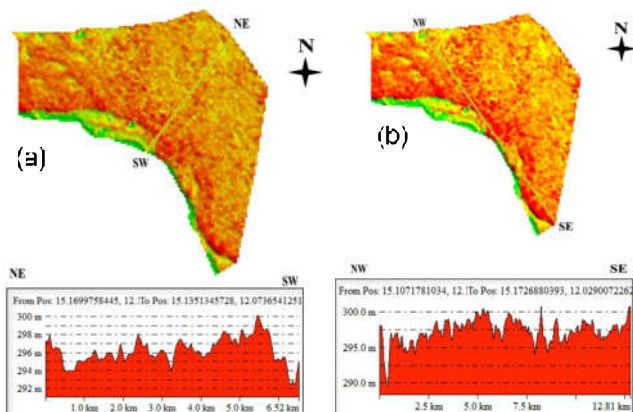 NE
N
(a)
SW
NW
N
(b)
SE
NE
SW
From Pos: 15.1699758445, 12.!To Pos: 15.1351345728, 12.0736541251
300 m
298 m
296 m
294 m
292 m
1.0 km 2.0 km 3.0 km 4.0 km 5.0 km 6.52 km
NW
SE
From Pos: 15.1071781034, 12.!To Pos: 15.1726880393, 12.0290072262
300.0 m
295.0 m
290.0 m
2.5 km 5.0 km 7.5 km 10.0 km 12.81 km